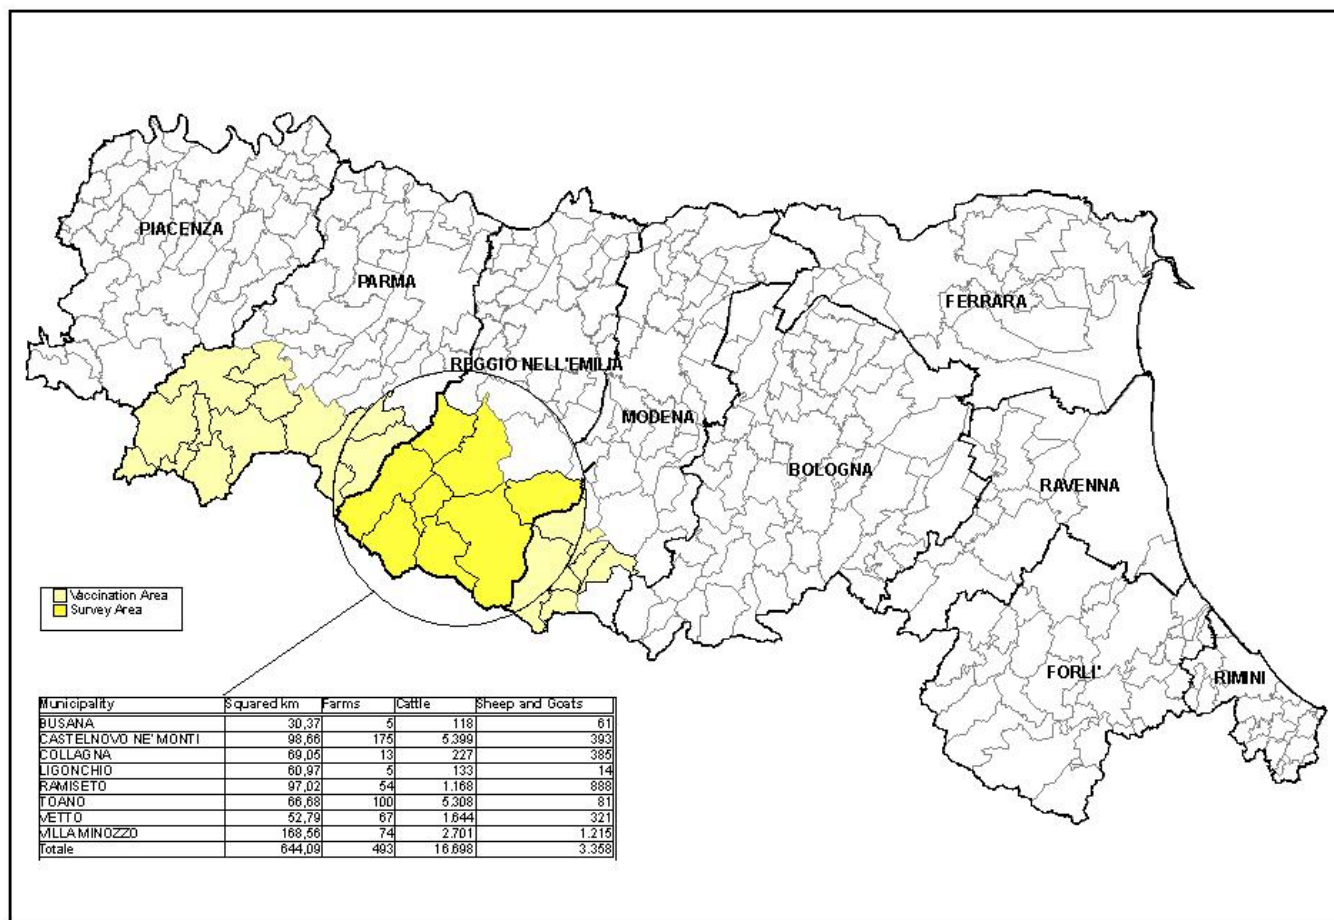 PIACENZA
PARMA
FERRARA
REGGIO NELL'EMILIA
MODENA
BOLOGNA
RAVENNA
FORLI'
RIMINI
Vaccination Area
Survey Area
Municipality Squared km Farms Cattle Sheep and Goats
BUSANA 30,37 5 118 61
CASTELNOVO NE' MONTI 98,66 175 5.399 393
COLLAGNA 69,05 13 227 385
LIGONCHIO 60,97 5 133 14
RAMISETO 97,02 54 1.168 888
TOANO 66,68 100 5.308 81
VETTO 52,79 67 1.644 321
VILLA MINOZZO 168,56 74 2.701 1.215
Totale 644,09 493 16.698 3.358